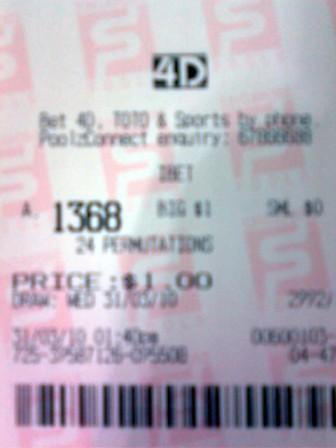 4D
Bet 4D, TOTO & Sports by phone.
PoolzConnect enquiry: 67866688
IBET
A. 1368 BIG $1 SML $0
24 PERMUTATIONS
PRICE:$1.00
DRAW: WED 31/03/10 2992/
31/03/10 01:40pm